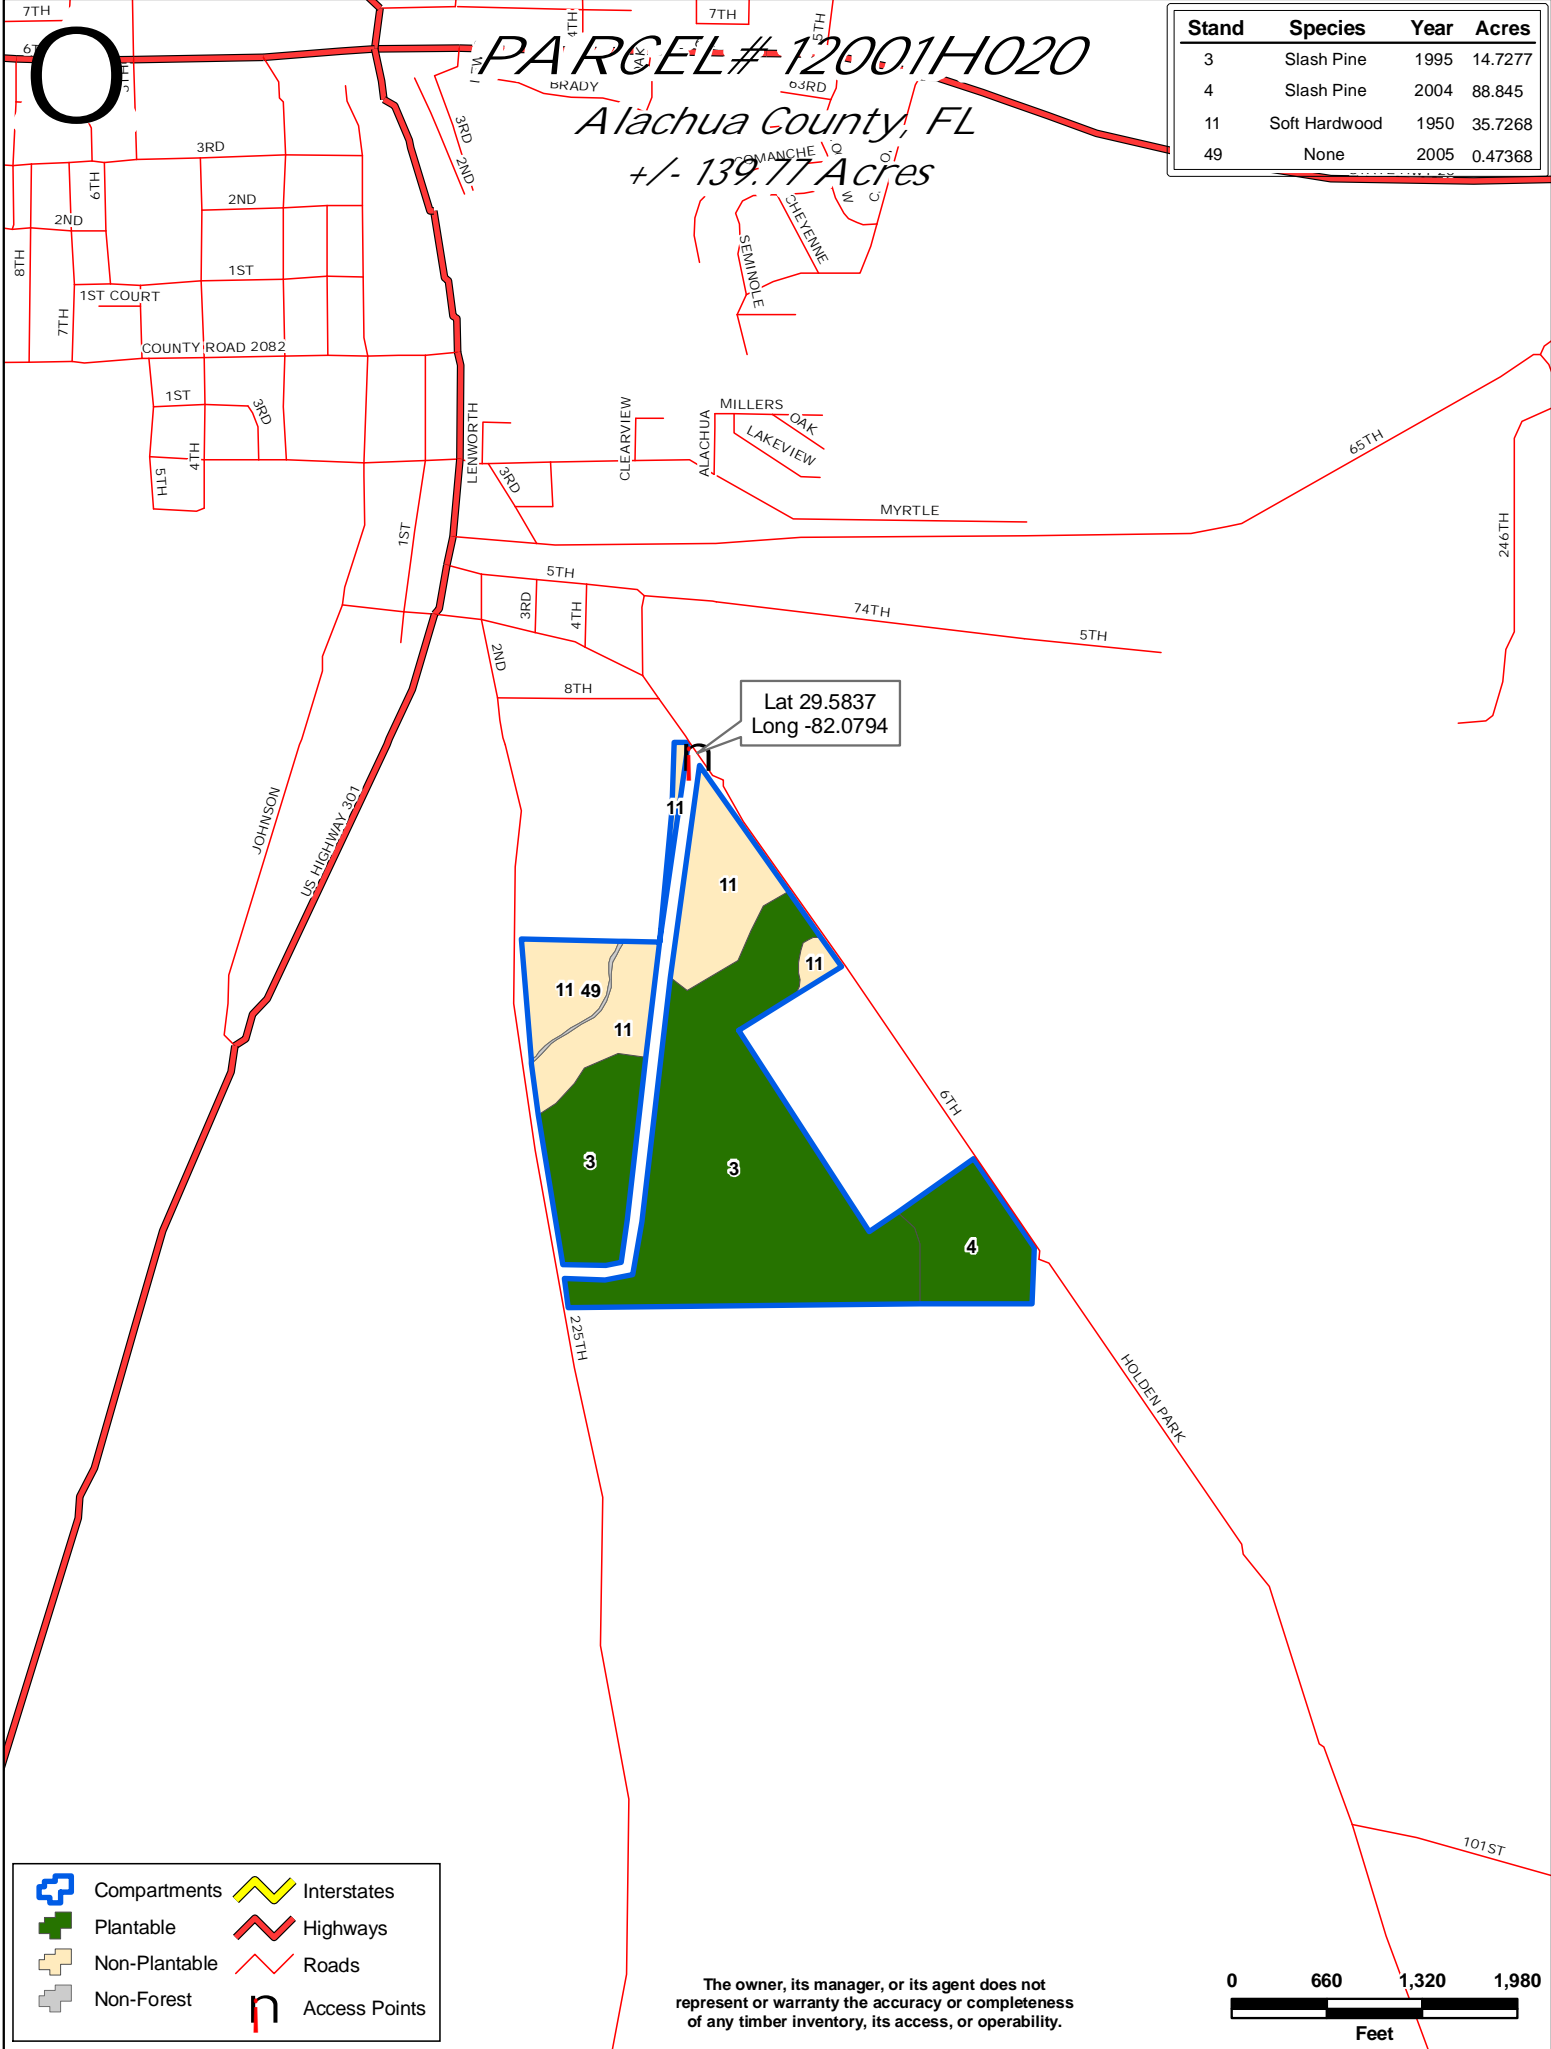 O
PARCEL# 12001H020
Alachua County, FL
+/- 139.77 Acres
Stand Species Year Acres
3 Slash Pine 1995 14.7277
4 Slash Pine 2004 88.845
11 Soft Hardwood 1950 35.7268
49 None 2005 0.47368
7TH
4TH
7TH
5TH
BRADY
63RD
COMANCHE
CHEYENNE
SEMINOLE
3RD
2ND
3RD
6TH
2ND
2ND
8TH
1ST
1ST COURT
7TH
COUNTY ROAD 2082
1ST
3RD
4TH
5TH
LENWORTH
3RD
CLEARVIEW
ALACHUA
MILLERS
OAK
LAKEVIEW
MYRTLE
65TH
246TH
1ST
5TH
3RD
4TH
74TH
5TH
2ND
8TH
Lat 29.5837
Long -82.0794
n
JOHNSON
US HIGHWAY 301
11
11
11
11 49
11
3
3
4
6TH
225TH
HOLDEN PARK
101ST
Compartments
Plantable
Non-Plantable
Non-Forest
Interstates
Highways
Roads
n Access Points
The owner, its manager, or its agent does not
represent or warranty the accuracy or completeness
of any timber inventory, its access, or operability.
0 660 1,320 1,980
Feet